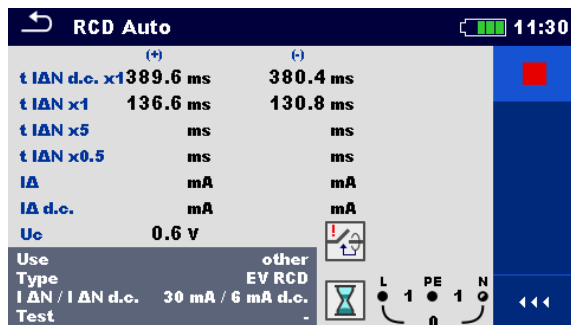 RCD Auto 11:30
(+) (-)
t IΔN d.c. x1 389.6 ms 380.4 ms
t IΔN x1 136.6 ms 130.8 ms
t IΔN x5 ms ms
t IΔN x0.5 ms ms
IΔ mA mA
IΔ d.c. mA mA
Uc 0.6 V
Use other
Type EV RCD
I ΔN / I ΔN d.c. 30 mA / 6 mA d.c.
Test -
L PE N
1 1
0